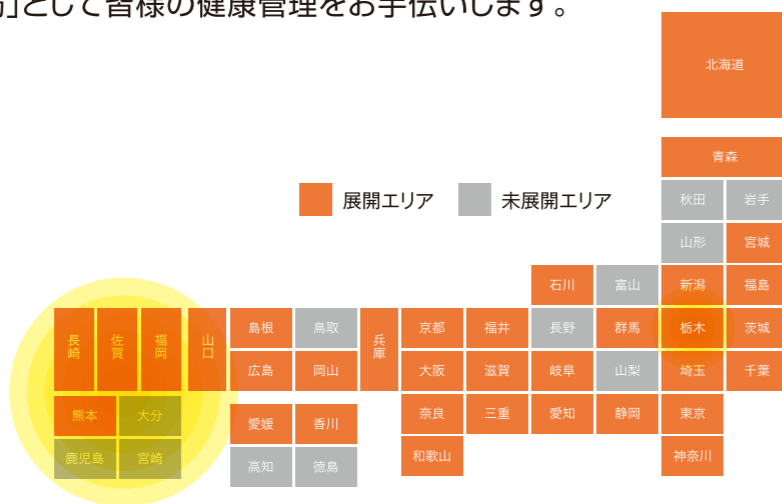 」として皆様の健康管理をお手伝いします。
北海道
青森
展開エリア 未展開エリア 秋田 岩手
山形 宮城
石川 富山 新潟 福島
長崎 佐賀 福岡 山口 島根 鳥取 兵庫 京都 福井 長野 群馬 栃木 茨城
広島 岡山 大阪 滋賀 岐阜 山梨 埼玉 千葉
熊本 大分 愛媛 香川 奈良 三重 愛知 静岡 東京
鹿児島 宮崎 高知 徳島 和歌山 神奈川